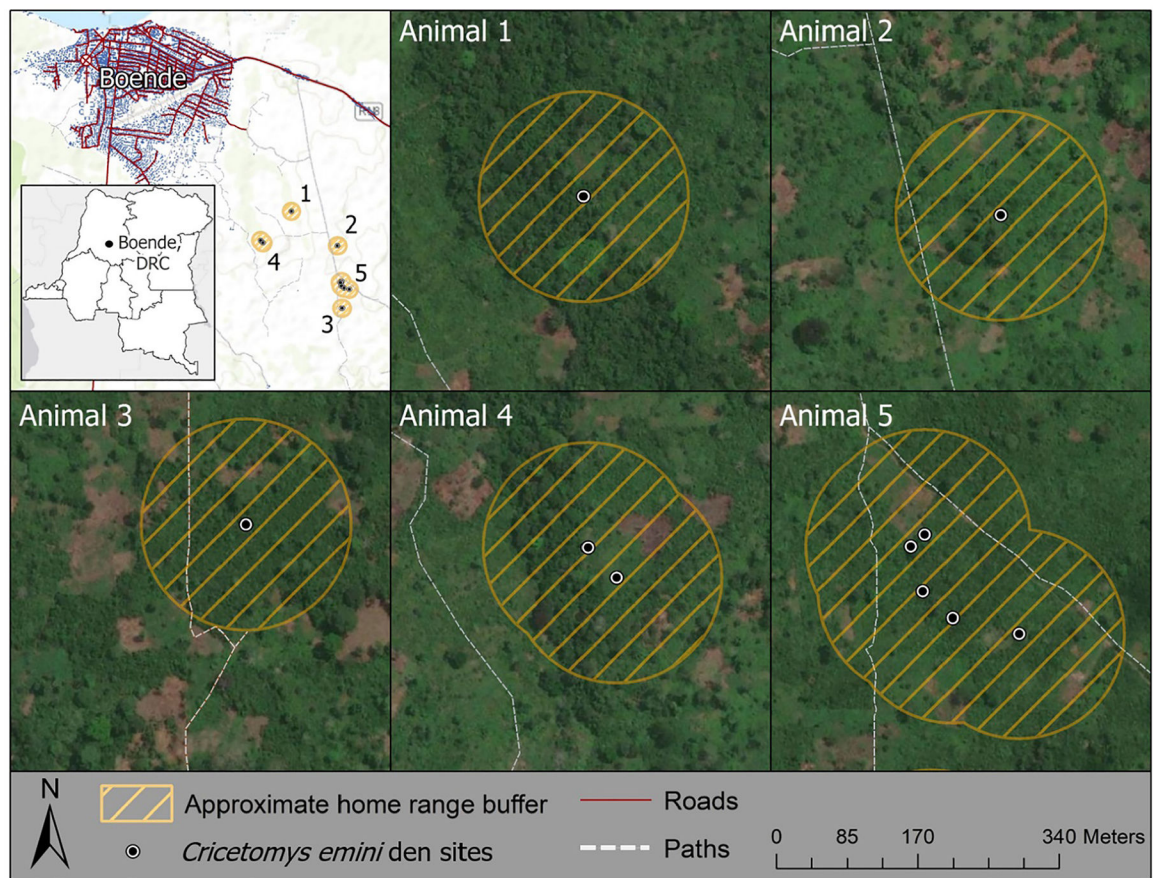 Boende
Boende,
DRC
1
2
4
5
3
Animal 1
Animal 2
Animal 3
Animal 4
Animal 5
N
Approximate home range buffer
Cricetomys emini den sites
Roads
Paths
0 85 170 340 Meters